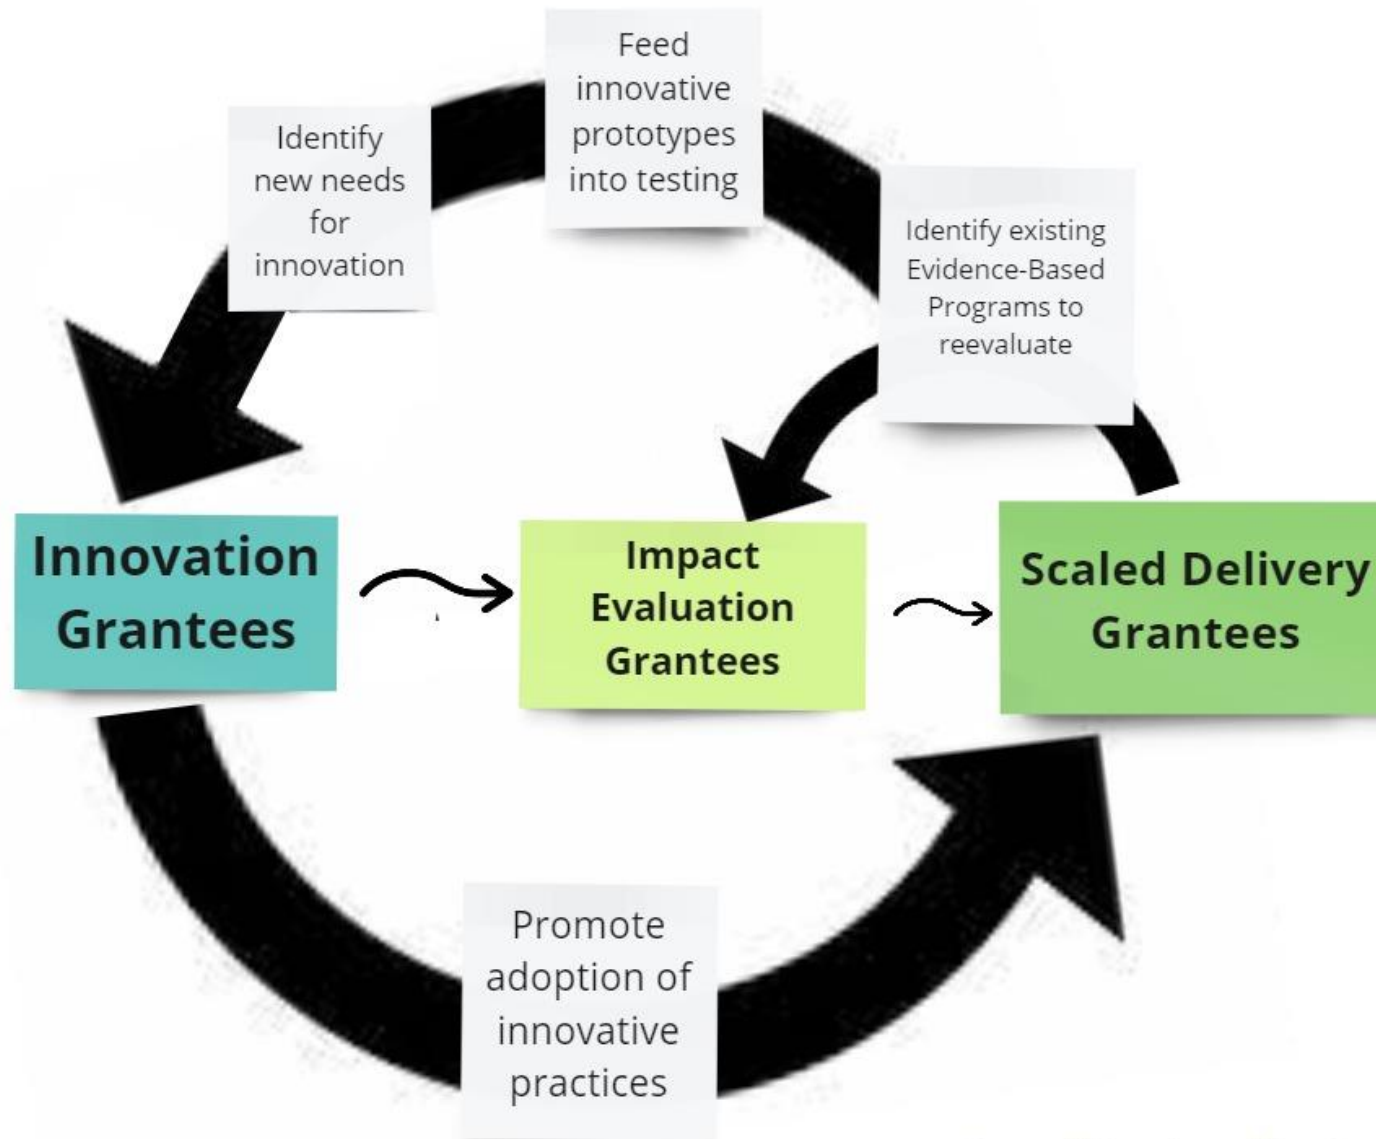 Feed
innovative
prototypes
into testing
Identify
new needs
for
innovation
Identify existing
Evidence-Based
Programs to
reevaluate
Innovation
Grantees
Impact
Evaluation
Grantees
Scaled Delivery
Grantees
Promote
adoption of
innovative
practices